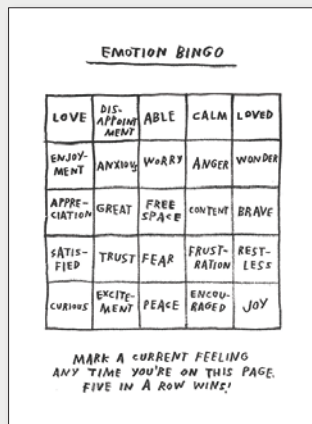 EMOTION BINGO
LOVE
DIS-
APPOINT
MENT
ABLE
CALM
LOVED
ENJOY-
MENT
ANXIOUS
WORRY
ANGER
WONDER
APPRE-
CIATION
GREAT
FREE
SPACE
CONTENT
BRAVE
SATIS-
FIED
TRUST
FEAR
FRUST-
RATION
REST-
LESS
CURIOUS
EXCITE-
MENT
PEACE
ENCOU-
RAGED
JOY
MARK A CURRENT FEELING
ANY TIME YOU'RE ON THIS PAGE.
FIVE IN A ROW WINS!